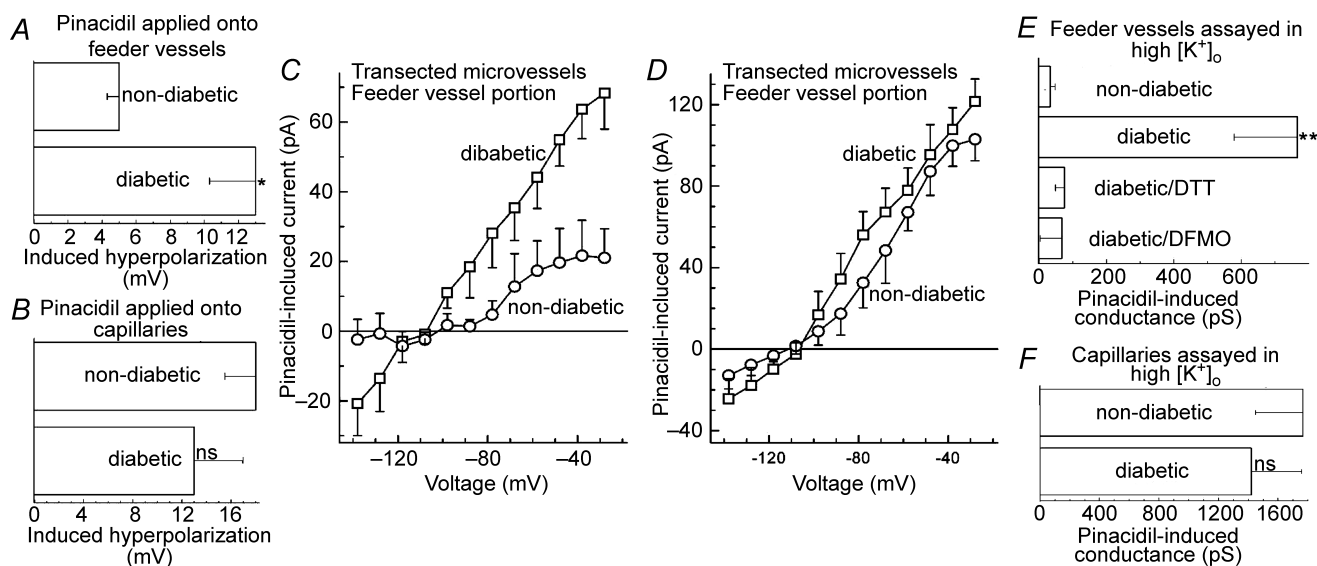 A
Pinacidil applied onto
feeder vessels
non-diabetic
diabetic
*
0 2 4 6 8 10 12
Induced hyperpolarization
(mV)
B
Pinacidil applied onto
capillaries
non-diabetic
diabetic
ns
0 4 8 12 16
Induced hyperpolarization
(mV)
C
Transected microvessels
Feeder vessel portion
Pinacidil-included current (pA)
60
40
20
0
–20
dibabetic
non-diabetic
–120 –80 –40
Voltage (mV)
D
Transected microvessels
Feeder vessel portion
Pinacidil-included current (pA)
120
80
40
0
–40
diabetic
non-diabetic
-120 -80 -40
Voltage (mV)
E
Feeder vessels assayed in
high [K+]o
non-diabetic
diabetic
**
diabetic/DTT
diabetic/DFMO
0 200 400 600
Pinacidil-induced
conductance (pS)
F
Capillaries assayed in
high [K+]o
non-diabetic
diabetic
ns
0 400 800 1200 1600
Pinacidil-induced
conductance (pS)